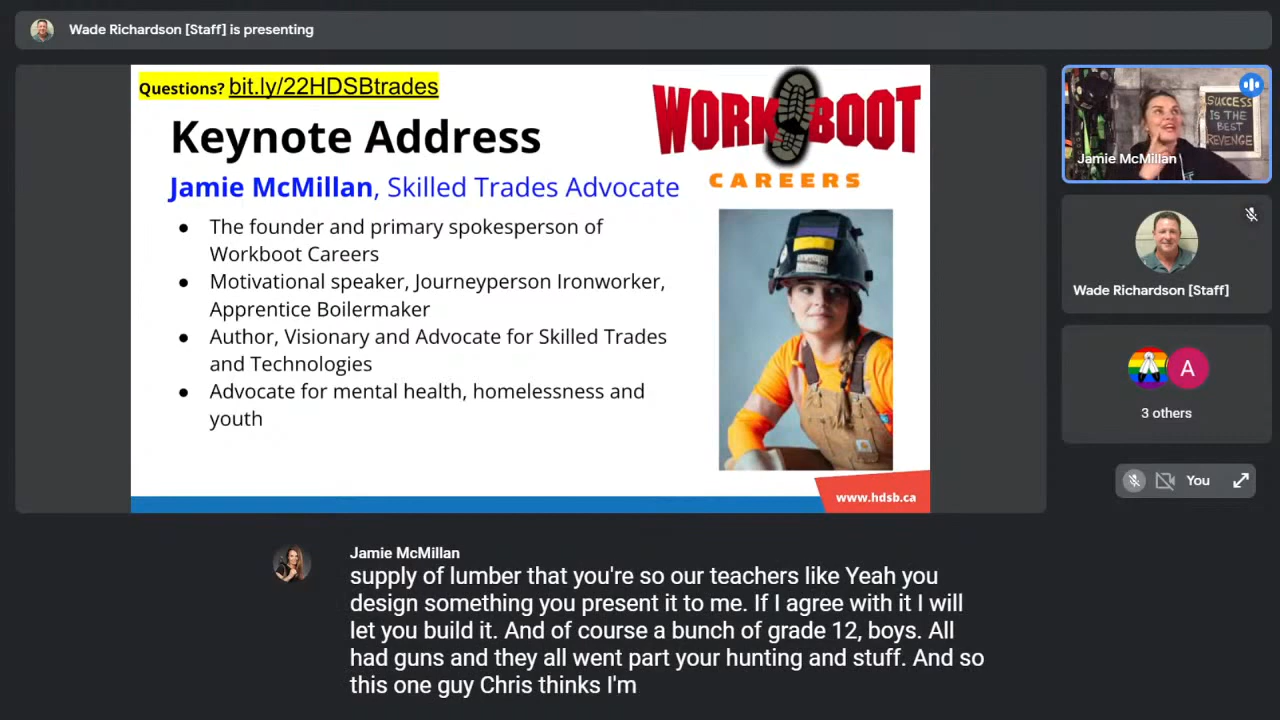 Wade Richardson [Staff] is presenting
Questions? bit.ly/22HDSBtrades
WORKBOOT
CAREERS
Keynote Address
Jamie McMillan, Skilled Trades Advocate
● The founder and primary spokesperson of
Workboot Careers
● Motivational speaker, Journeyperson Ironworker,
Apprentice Boilermaker
● Author, Visionary and Advocate for Skilled Trades
and Technologies
● Advocate for mental health, homelessness and
youth
www.hdsb.ca
SUCCESS
IS THE
BEST
REVENGE
Jamie McMillan
Wade Richardson [Staff]
A
3 others
You
Jamie McMillan
supply of lumber that you're so our teachers like Yeah you
design something you present it to me. If I agree with it I will
let you build it. And of course a bunch of grade 12, boys. All
had guns and they all went part your hunting and stuff. And so
this one guy Chris thinks I'm